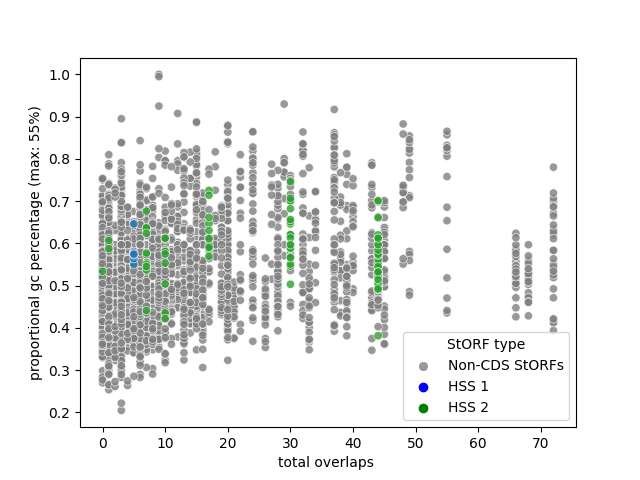 1.0
0.9
0.8
0.7
0.6
0.5
0.4
0.3
0.2
proportional gc percentage (max: 55%)
StORF type
Non-CDS StORFs
HSS 1
HSS 2
0 10 20 30 40 50 60 70
total overlaps